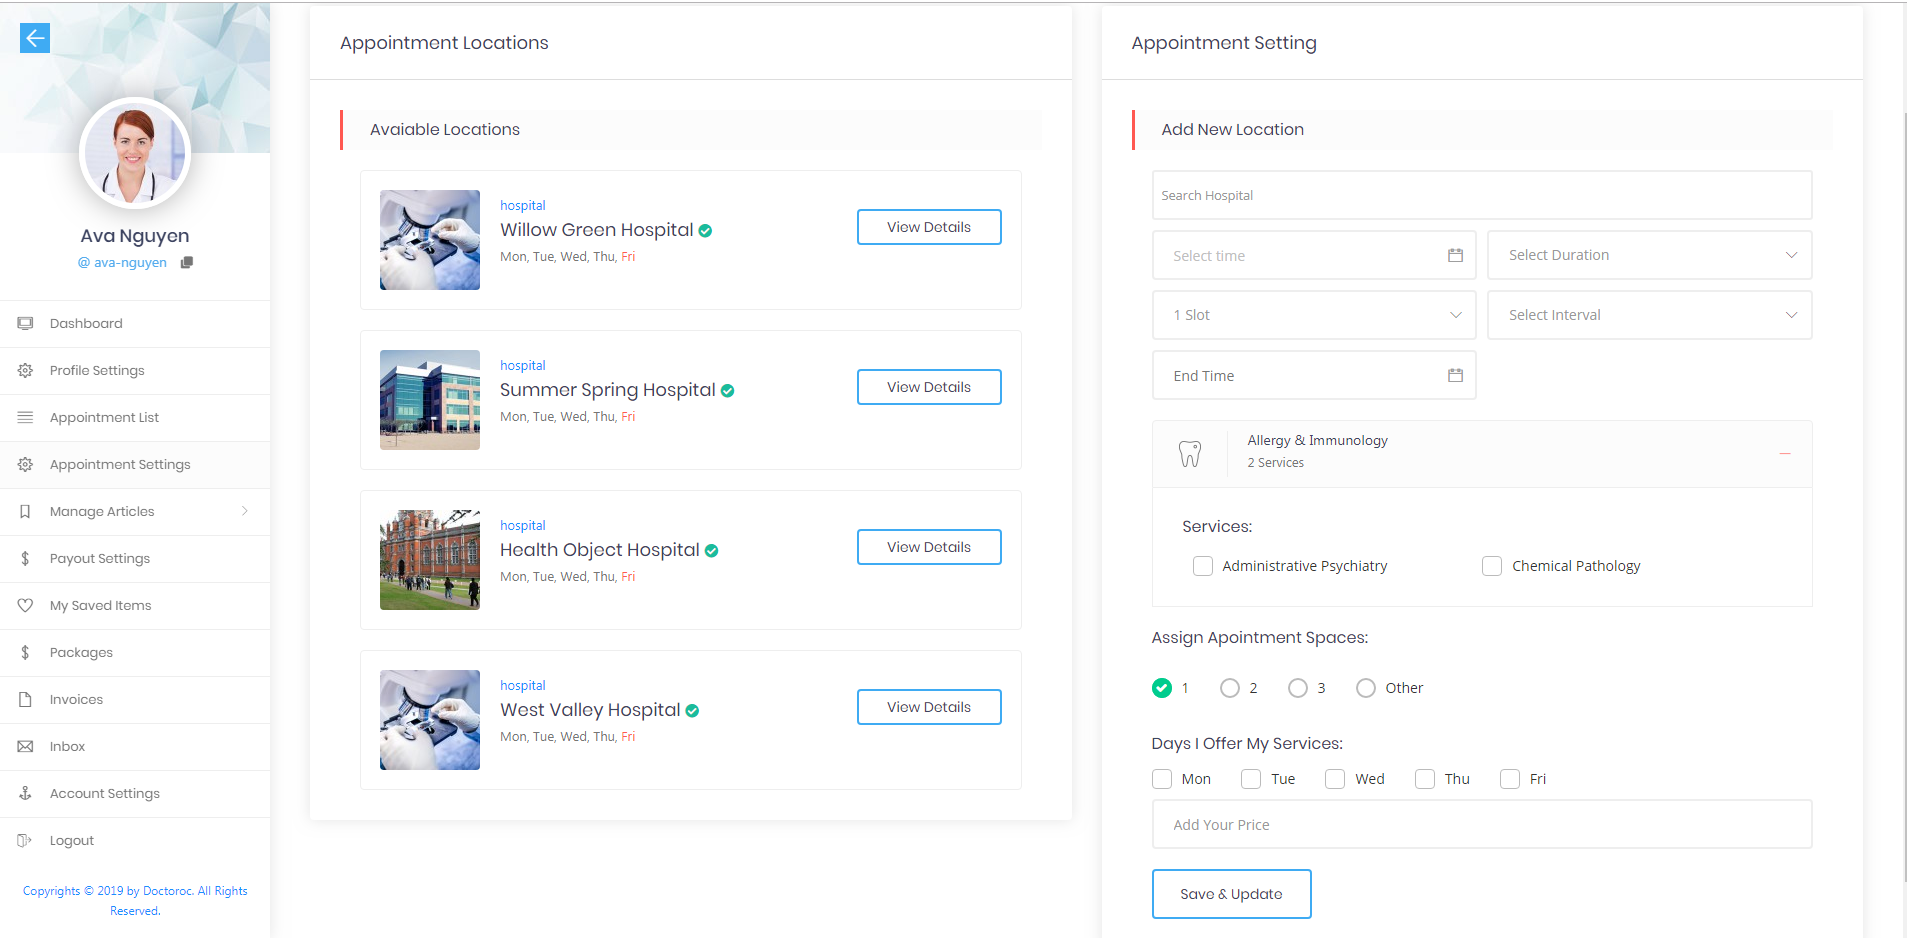 Ava Nguyen
@ ava-nguyen
Dashboard
Profile Settings
Appointment List
Appointment Settings
Manage Articles
Payout Settings
My Saved Items
Packages
Invoices
Inbox
Account Settings
Logout
Copyrights © 2019 by Doctoroc. All Rights
Reserved.
Appointment Locations
Avaiable Locations
hospital
Willow Green Hospital
Mon, Tue, Wed, Thu, Fri
View Details
hospital
Summer Spring Hospital
Mon, Tue, Wed, Thu, Fri
View Details
hospital
Health Object Hospital
Mon, Tue, Wed, Thu, Fri
View Details
hospital
West Valley Hospital
Mon, Tue, Wed, Thu, Fri
View Details
Appointment Setting
Add New Location
Search Hospital
Select time
Select Duration
1 Slot
Select Interval
End Time
Allergy & Immunology
2 Services
Services:
Administrative Psychiatry
Chemical Pathology
Assign Apointment Spaces:
1 2 3 Other
Days I Offer My Services:
Mon Tue Wed Thu Fri
Add Your Price
Save & Update